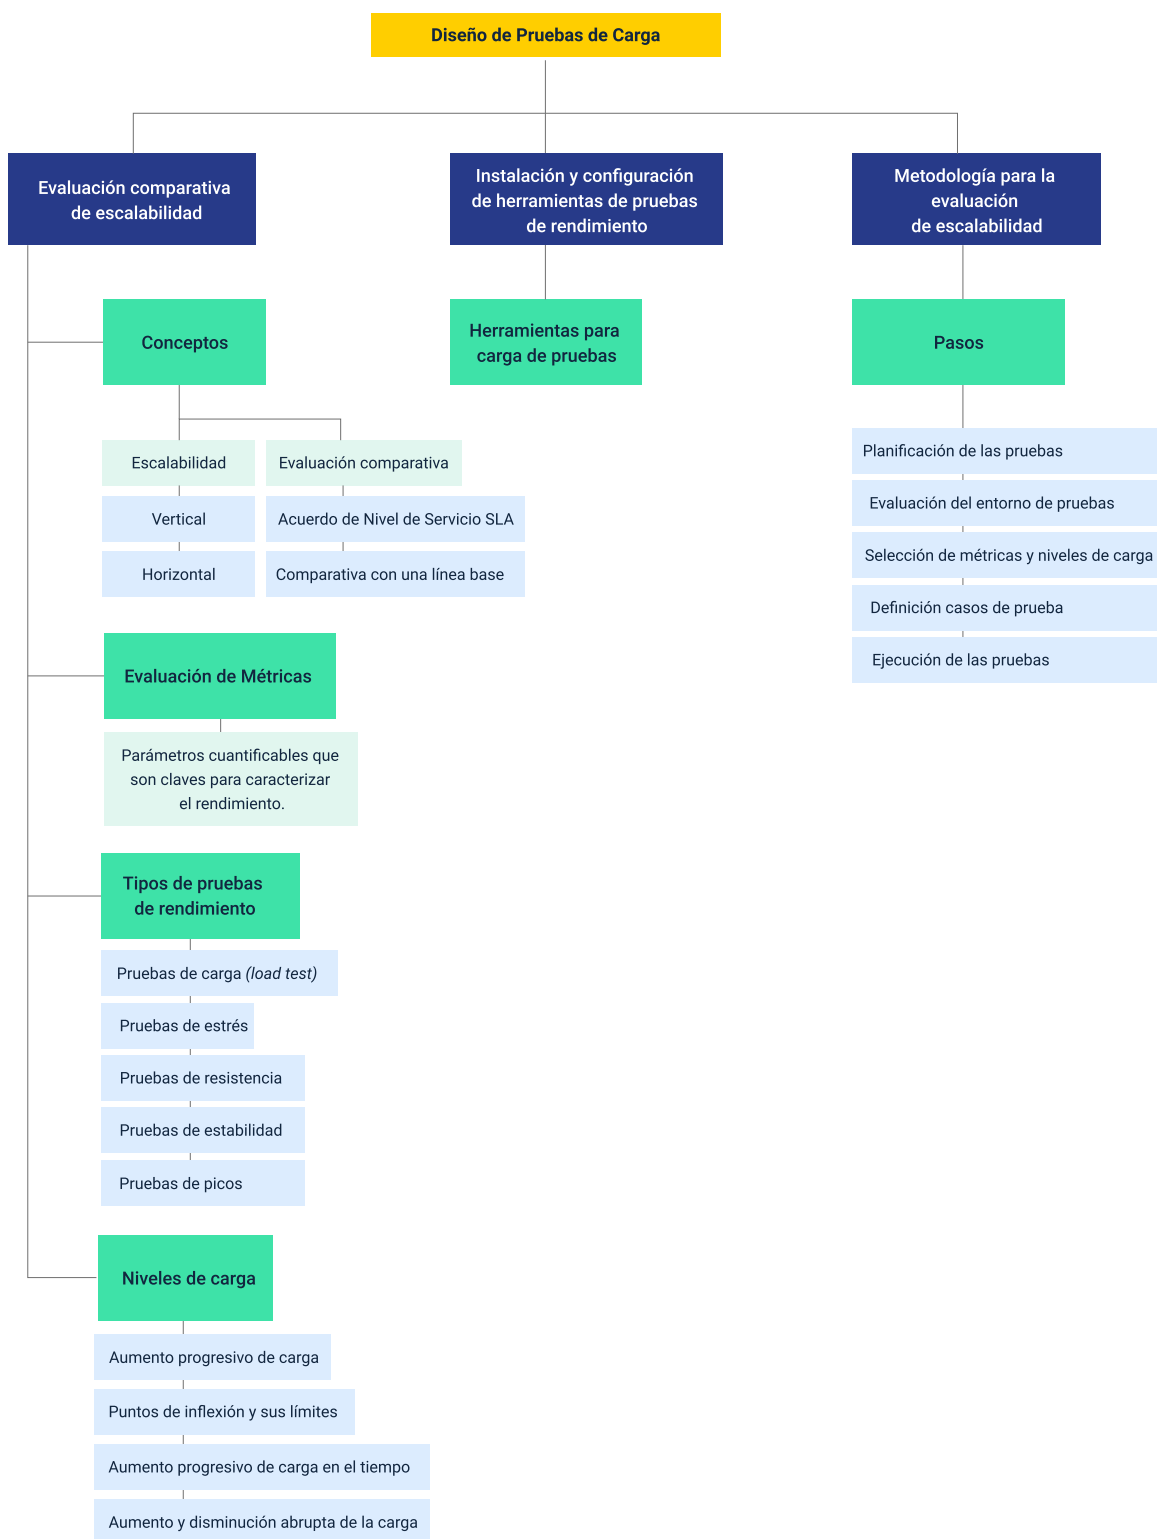 Diseño de Pruebas de Carga
Evaluación comparativa
de escalabilidad
Instalación y configuración
de herramientas de pruebas
de rendimiento
Metodología para la
evaluación
de escalabilidad
Conceptos
Herramientas para
carga de pruebas
Pasos
Escalabilidad
Vertical
Horizontal
Evaluación comparativa
Acuerdo de Nivel de Servicio SLA
Comparativa con una línea base
Planificación de las pruebas
Evaluación del entorno de pruebas
Selección de métricas y niveles de carga
Definición casos de prueba
Ejecución de las pruebas
Evaluación de Métricas
Parámetros cuantificables que
son claves para caracterizar
el rendimiento.
Tipos de pruebas
de rendimiento
Pruebas de carga (load test)
Pruebas de estrés
Pruebas de resistencia
Pruebas de estabilidad
Pruebas de picos
Niveles de carga
Aumento progresivo de carga
Puntos de inflexión y sus límites
Aumento progresivo de carga en el tiempo
Aumento y disminución abrupta de la carga